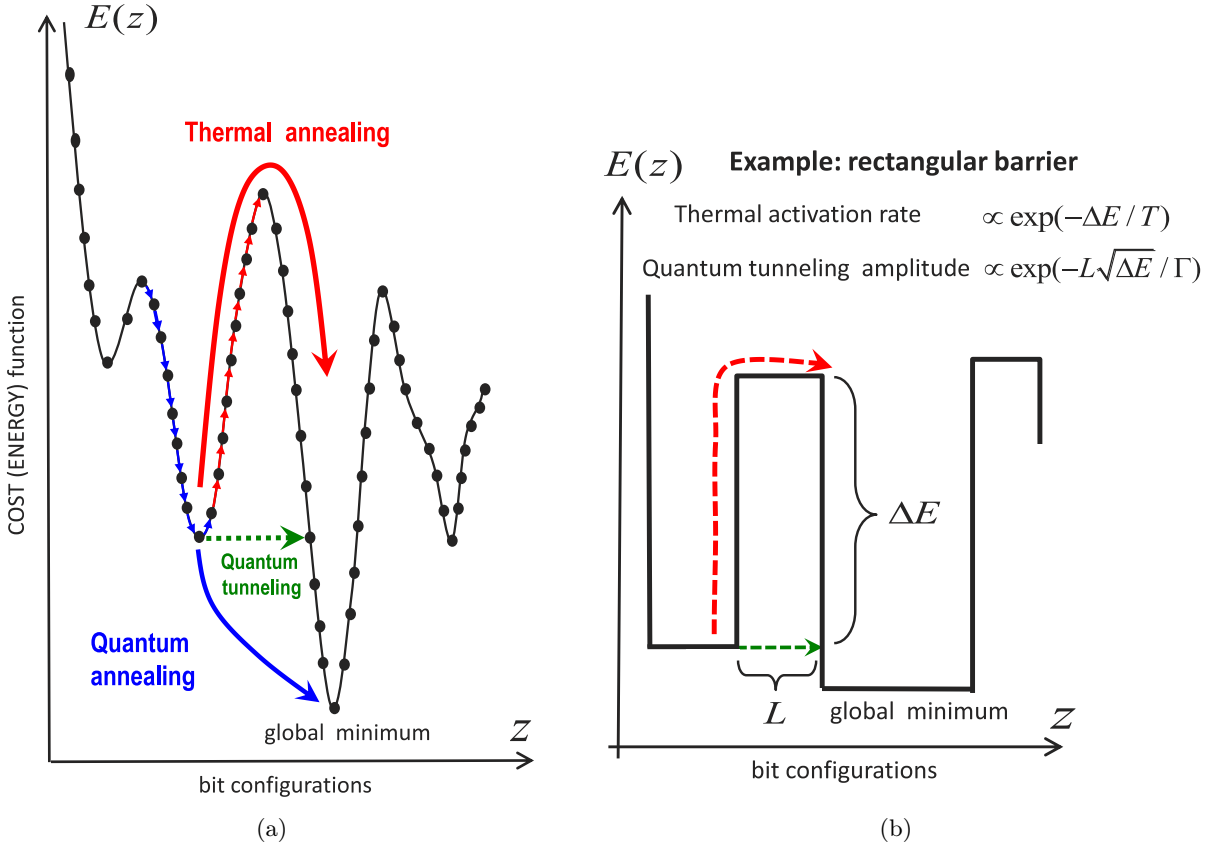 E(z)
COST (ENERGY) function
Thermal annealing
Quantum
tunneling
Quantum
annealing
global minimum
z
bit configurations
(a)
Example: rectangular barrier
E(z)
Thermal activation rate ∝ exp(−ΔE / T)
Quantum tunneling amplitude ∝ exp(−L√ΔE / Γ)
ΔE
L
global minimum
z
bit configurations
(b)